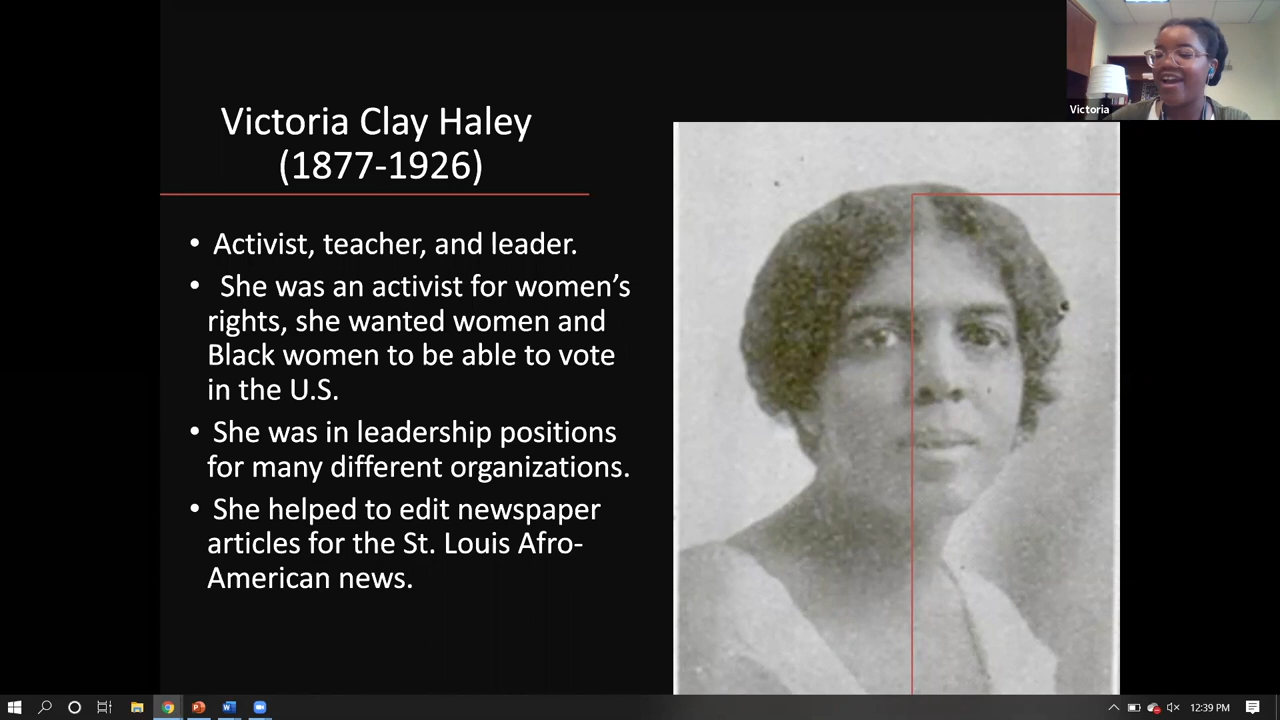 Victoria Clay Haley
(1877-1926)
• Activist, teacher, and leader.
• She was an activist for women’s
rights, she wanted women and
Black women to be able to vote
in the U.S.
• She was in leadership positions
for many different organizations.
• She helped to edit newspaper
articles for the St. Louis Afro-
American news.
Victoria
12:39 PM